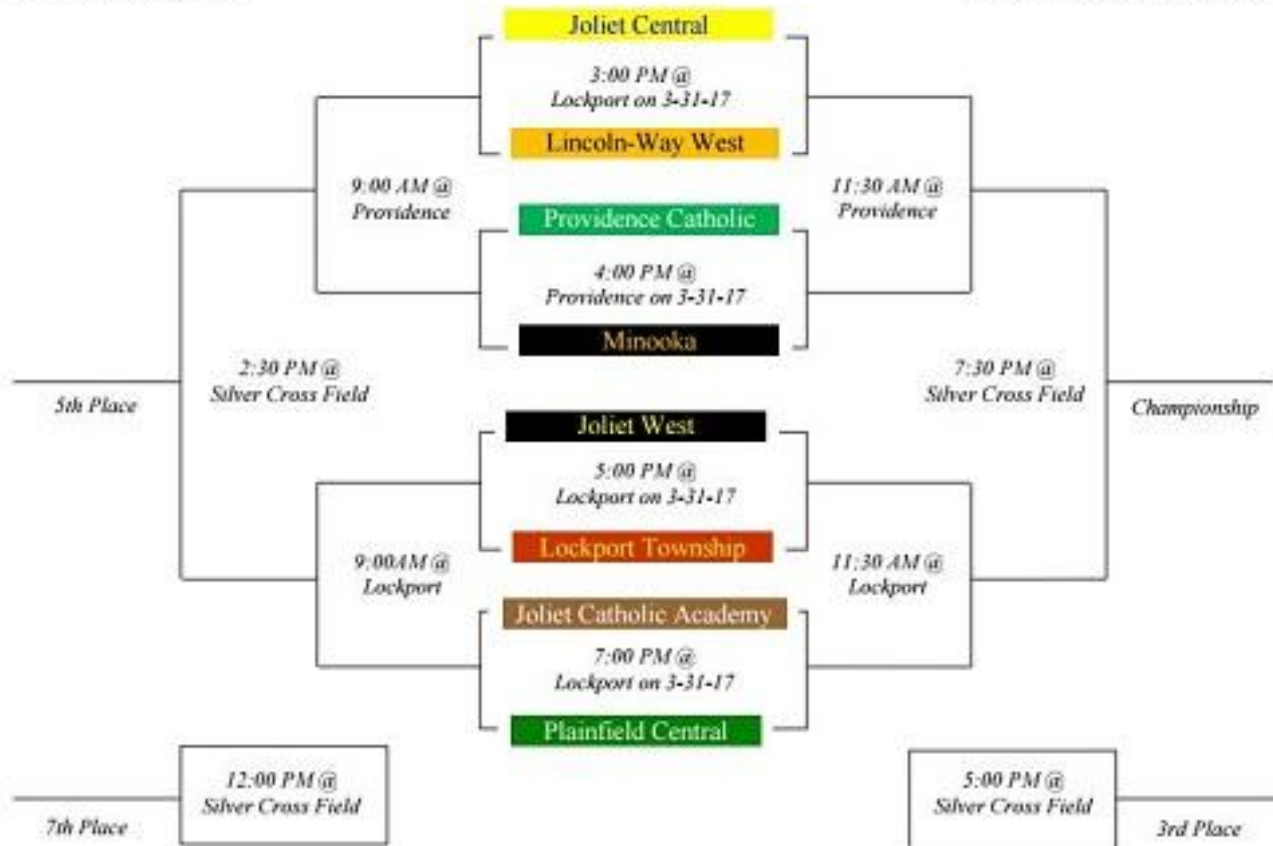 Joliet Central
3:00 PM @
Lockport on 3-31-17
Lincoln-Way West
9:00 AM @
Providence
11:30 AM @
Providence
Providence Catholic
4:00 PM @
Providence on 3-31-17
Minooka
2:30 PM @
Silver Cross Field
7:30 PM @
Silver Cross Field
5th Place
Championship
Joliet West
5:00 PM @
Lockport on 3-31-17
Lockport Township
9:00AM @
Lockport
11:30 AM @
Lockport
Joliet Catholic Academy
7:00 PM @
Lockport on 3-31-17
Plainfield Central
12:00 PM @
Silver Cross Field
5:00 PM @
Silver Cross Field
7th Place
3rd Place